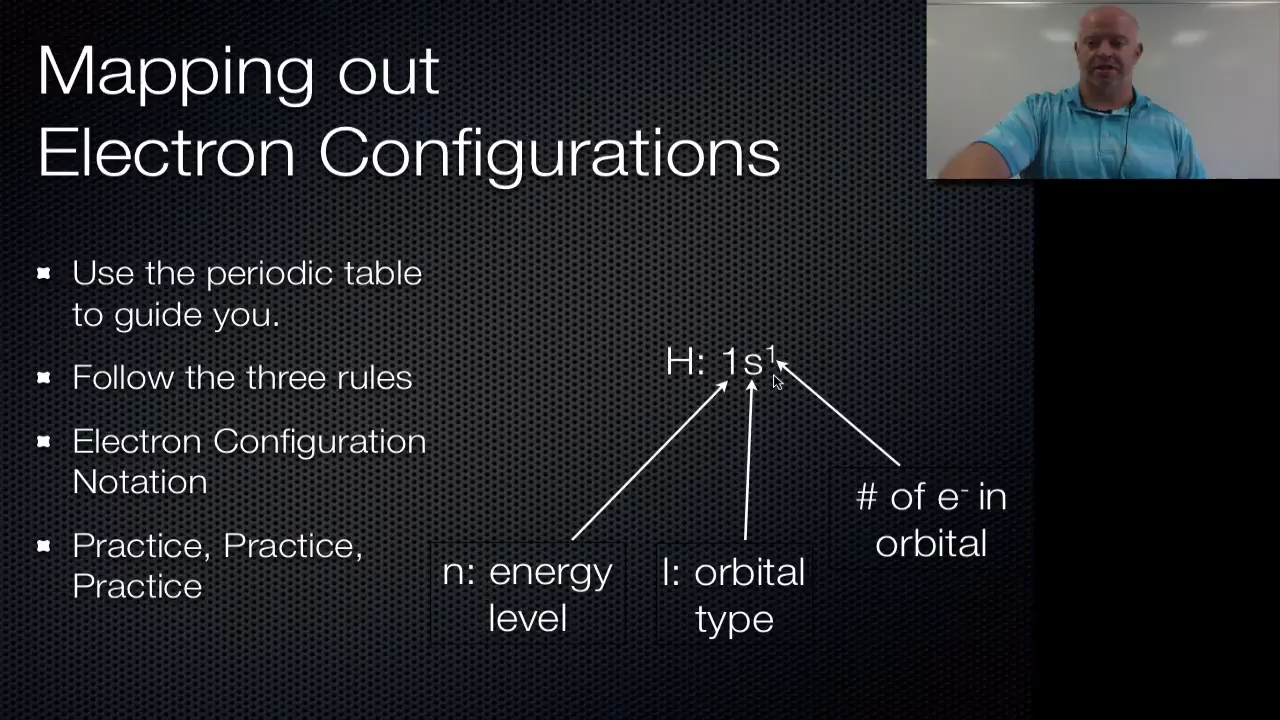 Mapping out
Electron Configurations
Use the periodic table
to guide you.
Follow the three rules
Electron Configuration
Notation
Practice, Practice,
Practice
H: 1s¹
# of e⁻ in
orbital
n: energy
level
l: orbital
type